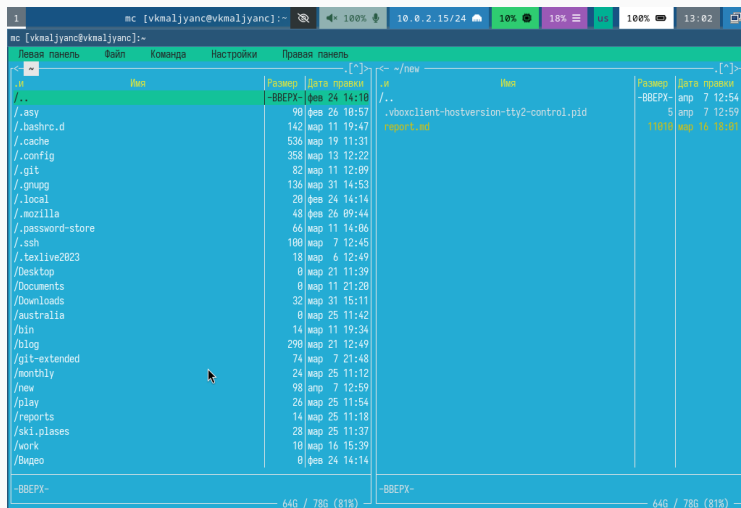 1 mc [vkmaljyanc@vkmaljyanc]:~ 100% 10.0.2.15/24 10% 18% us 100% 13:02
mc [vkmaljyanc@vkmaljyanc]:~
Левая панель Файл Команда Настройки Правая панель
<- ~ .[^]> <- ~/new .[^]>
.и Имя Размер Дата правки .и Имя Размер Дата правки
/.. -ВВЕРХ- фев 24 14:10 /.. -ВВЕРХ- апр 7 12:54
/.asy 90 фев 26 10:57 .vboxclient-hostversion-tty2-control.pid 5 апр 7 12:59
/.bashrc.d 142 мар 11 19:47 report.md 11010 мар 16 18:01
/.cache 536 мар 19 11:31
/.config 358 мар 13 12:22
/.git 82 мар 11 12:09
/.gnupg 136 мар 31 14:53
/.local 20 фев 24 14:14
/.mozilla 48 фев 26 09:44
/.password-store 66 мар 11 14:06
/.ssh 100 мар 7 12:45
/.texlive2023 18 мар 6 12:49
/Desktop 0 мар 21 11:39
/Documents 0 мар 11 21:20
/Downloads 32 мар 31 15:11
/australia 0 мар 25 11:42
/bin 14 мар 11 19:34
/blog 290 мар 21 12:49
/git-extended 74 мар 7 21:48
/monthly 24 мар 25 11:12
/new 98 апр 7 12:59
/play 26 мар 25 11:54
/reports 14 мар 25 11:18
/ski.plases 28 мар 25 11:37
/work 10 мар 16 15:39
/Видео 0 фев 24 14:14
-ВВЕРХ- -ВВЕРХ-
64G / 78G (81%) 64G / 78G (81%)